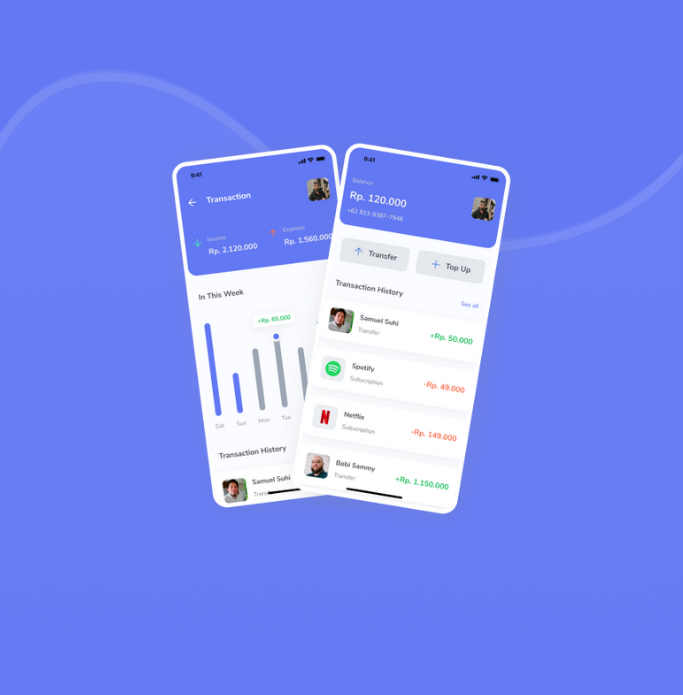 9:41
Transaction
Income
Rp. 2,120.000
Expense
Rp. 1.560.000
In This Week
+Rp. 65.000
Sat
Sun
Mon
Tue
Transaction History
Samuel Suhi
9:41
Balance
Rp. 120.000
+62 813-9387-7946
Transfer
Top Up
Transaction History
See all
Samuel Suhi
Transfer
+Rp. 50.000
Spotify
Subscription
-Rp. 49.000
Netflix
Subscription
-Rp. 149.000
Bobi Sammy
Transfer
+Rp. 1.150.000